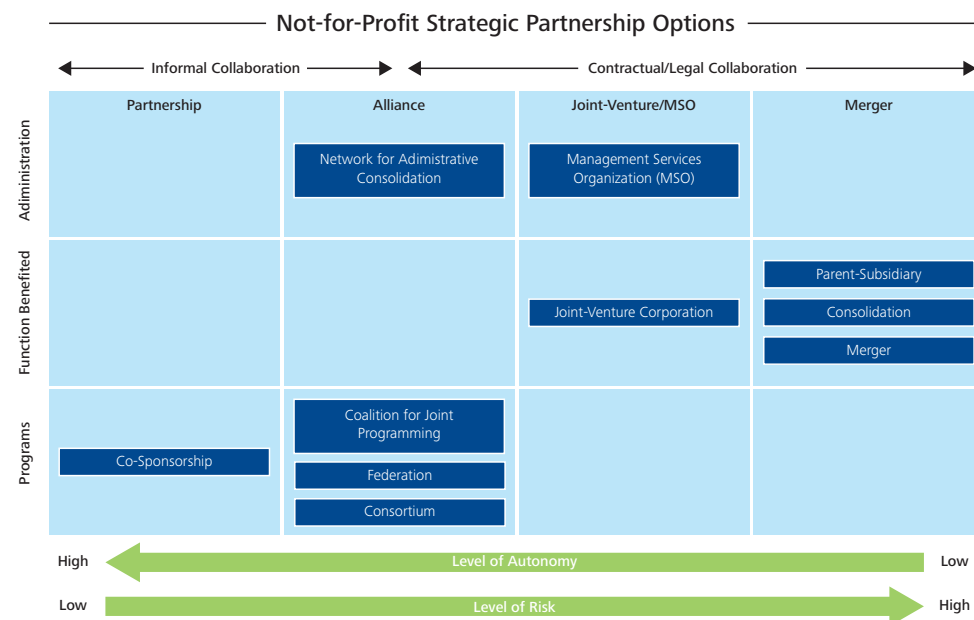 Not-for-Profit Strategic Partnership Options
Informal Collaboration
Contractual/Legal Collaboration
Partnership
Alliance
Joint-Venture/MSO
Merger
Adiministration
Network for Adimistrative
Consolidation
Management Services
Organization (MSO)
Function Benefited
Joint-Venture Corporation
Parent-Subsidiary
Consolidation
Merger
Programs
Co-Sponsorship
Coalition for Joint
Programming
Federation
Consortium
High
Level of Autonomy
Low
Low
Level of Risk
High